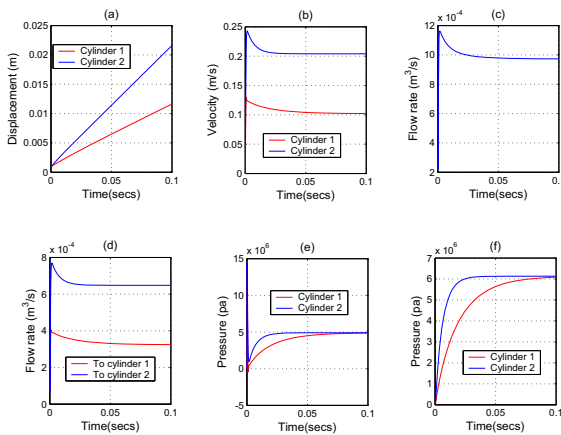 (a)
0.025
0.02
0.015
0.01
0.005
0
0
0.05
0.1
Displacement (m)
Time(secs)
Cylinder 1
Cylinder 2
(b)
0.25
0.2
0.15
0.1
0.05
0
0
0.05
0.1
Velocity (m/s)
Time(secs)
Cylinder 1
Cylinder 2
(c)
x 10⁻⁴
12
10
8
6
4
2
0
0.05
0.1
Flow rate (m³/s)
Time(secs)
(d)
x 10⁻⁴
8
6
4
2
0
0
0.05
0.1
Flow rate (m³/s)
Time(secs)
To cylinder 1
To cylinder 2
(e)
x 10⁶
15
10
5
0
-5
0
0.05
0.1
Pressure (pa)
Time(secs)
Cylinder 1
Cylinder 2
(f)
x 10⁶
7
6
5
4
3
2
1
0
0
0.05
0.1
Pressure (pa)
Time(secs)
Cylinder 1
Cylinder 2